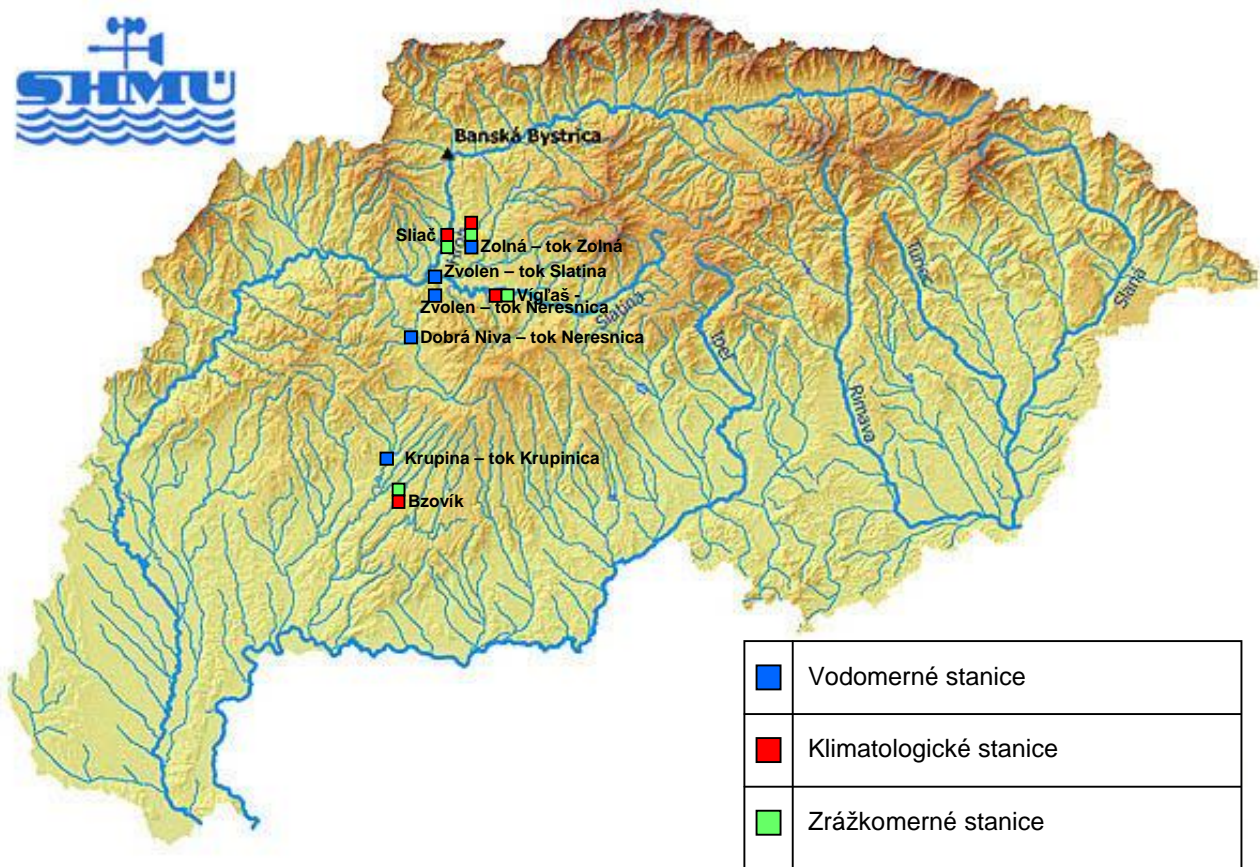 SHMÚ
Banská Bystrica
Sliač
Hron
Zolná – tok Zolná
Zvolen – tok Slatina
Vígľaš -
Zvolen – tok Neresnica
Slatina
Dobrá Niva – tok Neresnica
Ipeľ
Turiec
Slaná
Rimava
Krupina – tok Krupinica
Bzovík
Vodomerné stanice
Klimatologické stanice
Zrážkomerné stanice